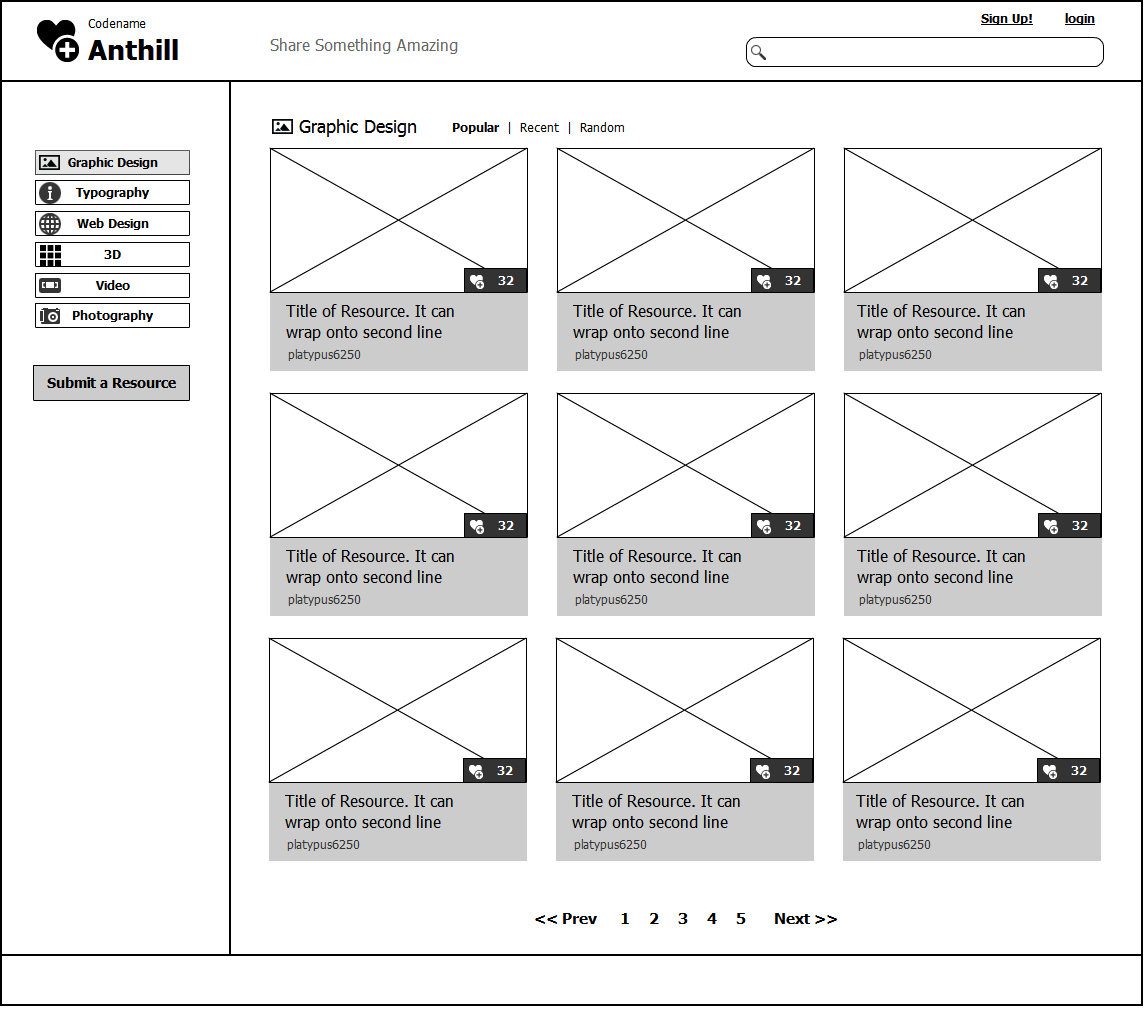 Codename
Anthill
Share Something Amazing
Sign Up! login
Graphic Design
Typography
Web Design
3D
Video
Photography
Submit a Resource
Graphic Design Popular | Recent | Random
32
Title of Resource. It can
wrap onto second line
platypus6250
32
Title of Resource. It can
wrap onto second line
platypus6250
32
Title of Resource. It can
wrap onto second line
platypus6250
32
Title of Resource. It can
wrap onto second line
platypus6250
32
Title of Resource. It can
wrap onto second line
platypus6250
32
Title of Resource. It can
wrap onto second line
platypus6250
32
Title of Resource. It can
wrap onto second line
platypus6250
32
Title of Resource. It can
wrap onto second line
platypus6250
32
Title of Resource. It can
wrap onto second line
platypus6250
<< Prev 1 2 3 4 5 Next >>